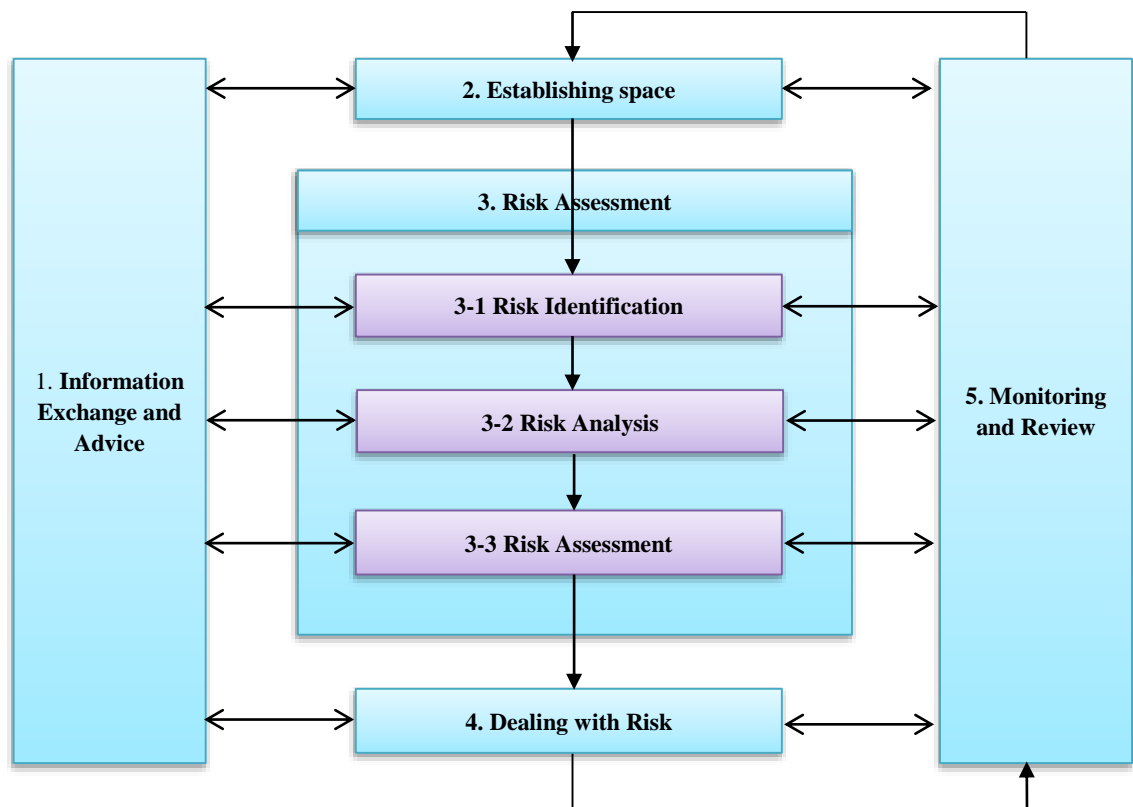 2. Establishing space
3. Risk Assessment
3-1 Risk Identification
1. Information
Exchange and
Advice
3-2 Risk Analysis
5. Monitoring
and Review
3-3 Risk Assessment
4. Dealing with Risk